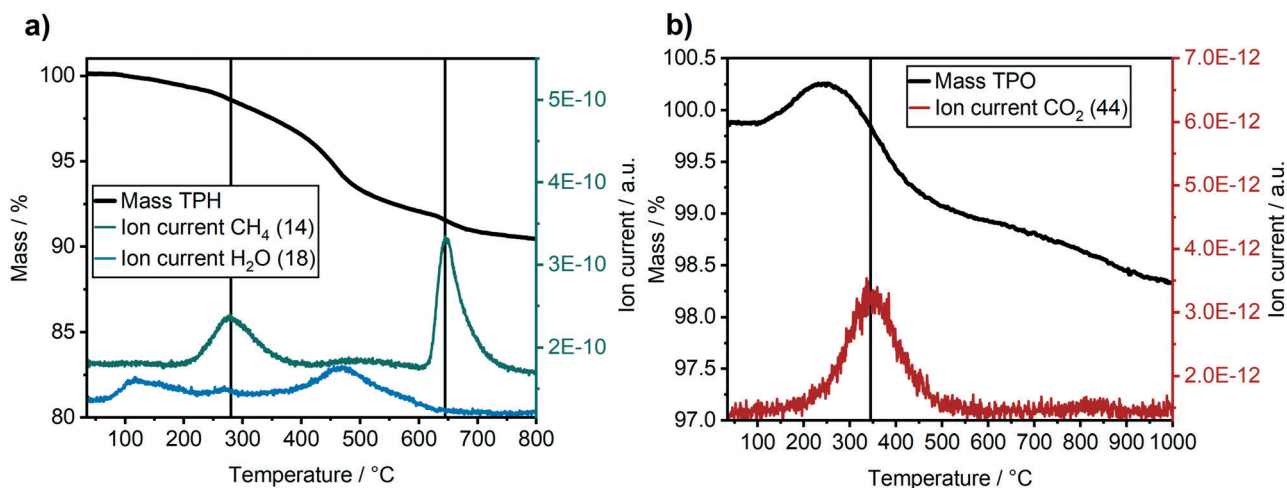 a)
100
95
90
85
80
Mass / %
Mass TPH
Ion current CH₄ (14)
Ion current H₂O (18)
5E-10
4E-10
3E-10
2E-10
Ion current / a.u.
100 200 300 400 500 600 700 800
Temperature / °C
b)
100.5
100.0
99.5
99.0
98.5
98.0
97.5
97.0
Mass / %
Mass TPO
Ion current CO₂ (44)
7.0E-12
6.0E-12
5.0E-12
4.0E-12
3.0E-12
2.0E-12
Ion current / a.u.
100 200 300 400 500 600 700 800 900 1000
Temperature / °C